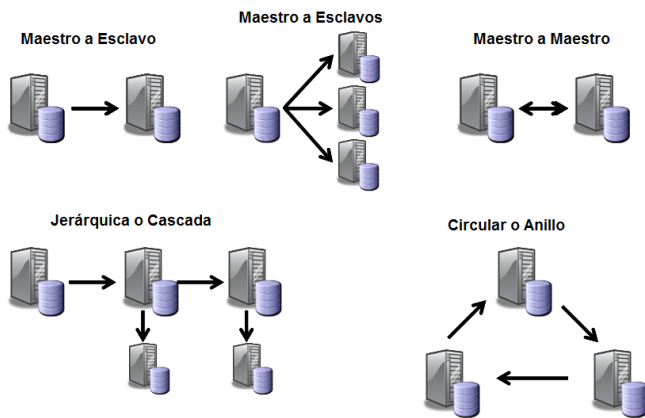 Maestro a Esclavo
Maestro a Esclavos
Maestro a Maestro
Jerárquica o Cascada
Circular o Anillo